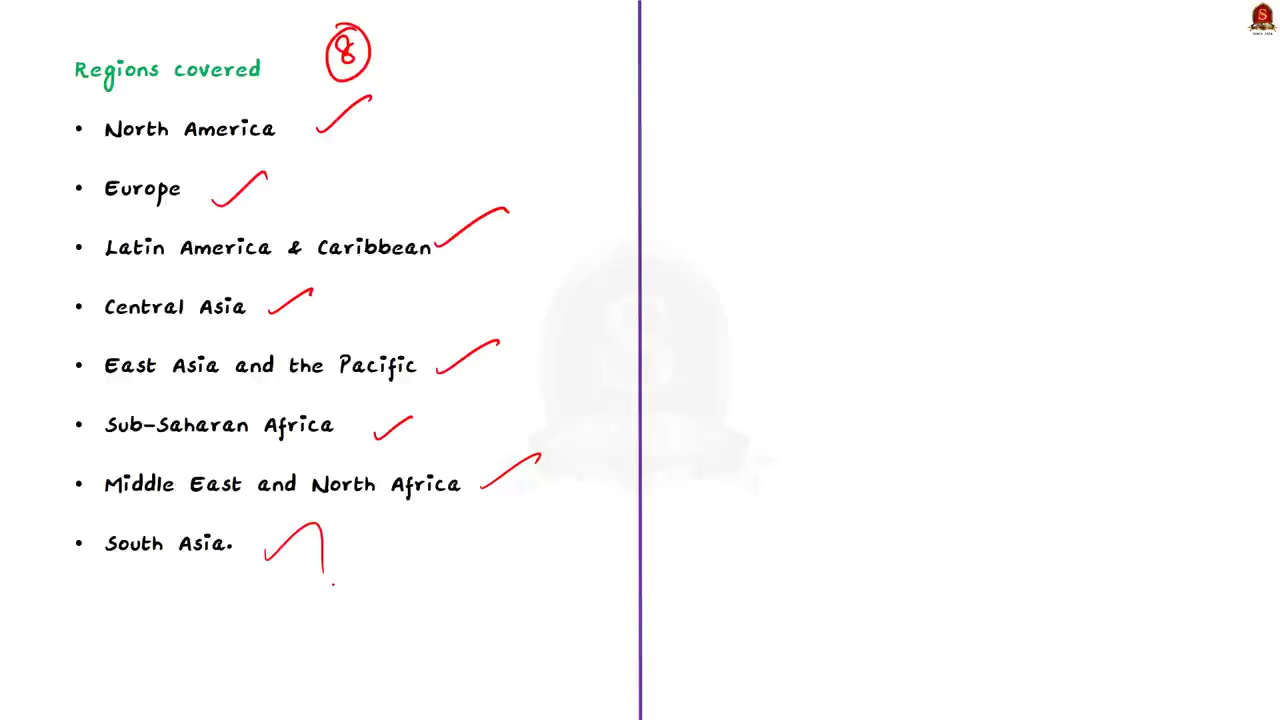 Regions covered
8
• North America
• Europe
• Latin America & Caribbean
• Central Asia
• East Asia and the Pacific
• Sub-Saharan Africa
• Middle East and North Africa
• South Asia.
S